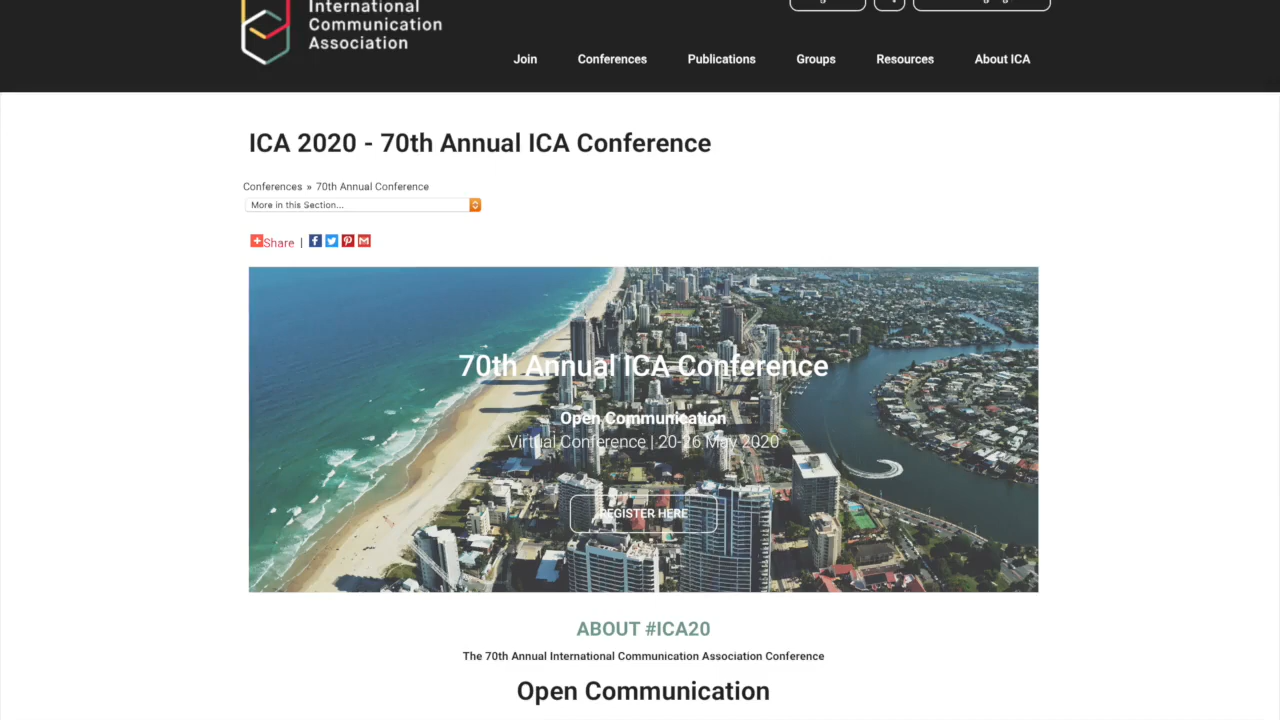 International
Communication
Association
Join
Conferences
Publications
Groups
Resources
About ICA
ICA 2020 - 70th Annual ICA Conference
Conferences » 70th Annual Conference
More in this Section...
Share |
70th Annual ICA Conference
Open Communication
Virtual Conference | 20-26 May 2020
REGISTER HERE
ABOUT #ICA20
The 70th Annual International Communication Association Conference
Open Communication